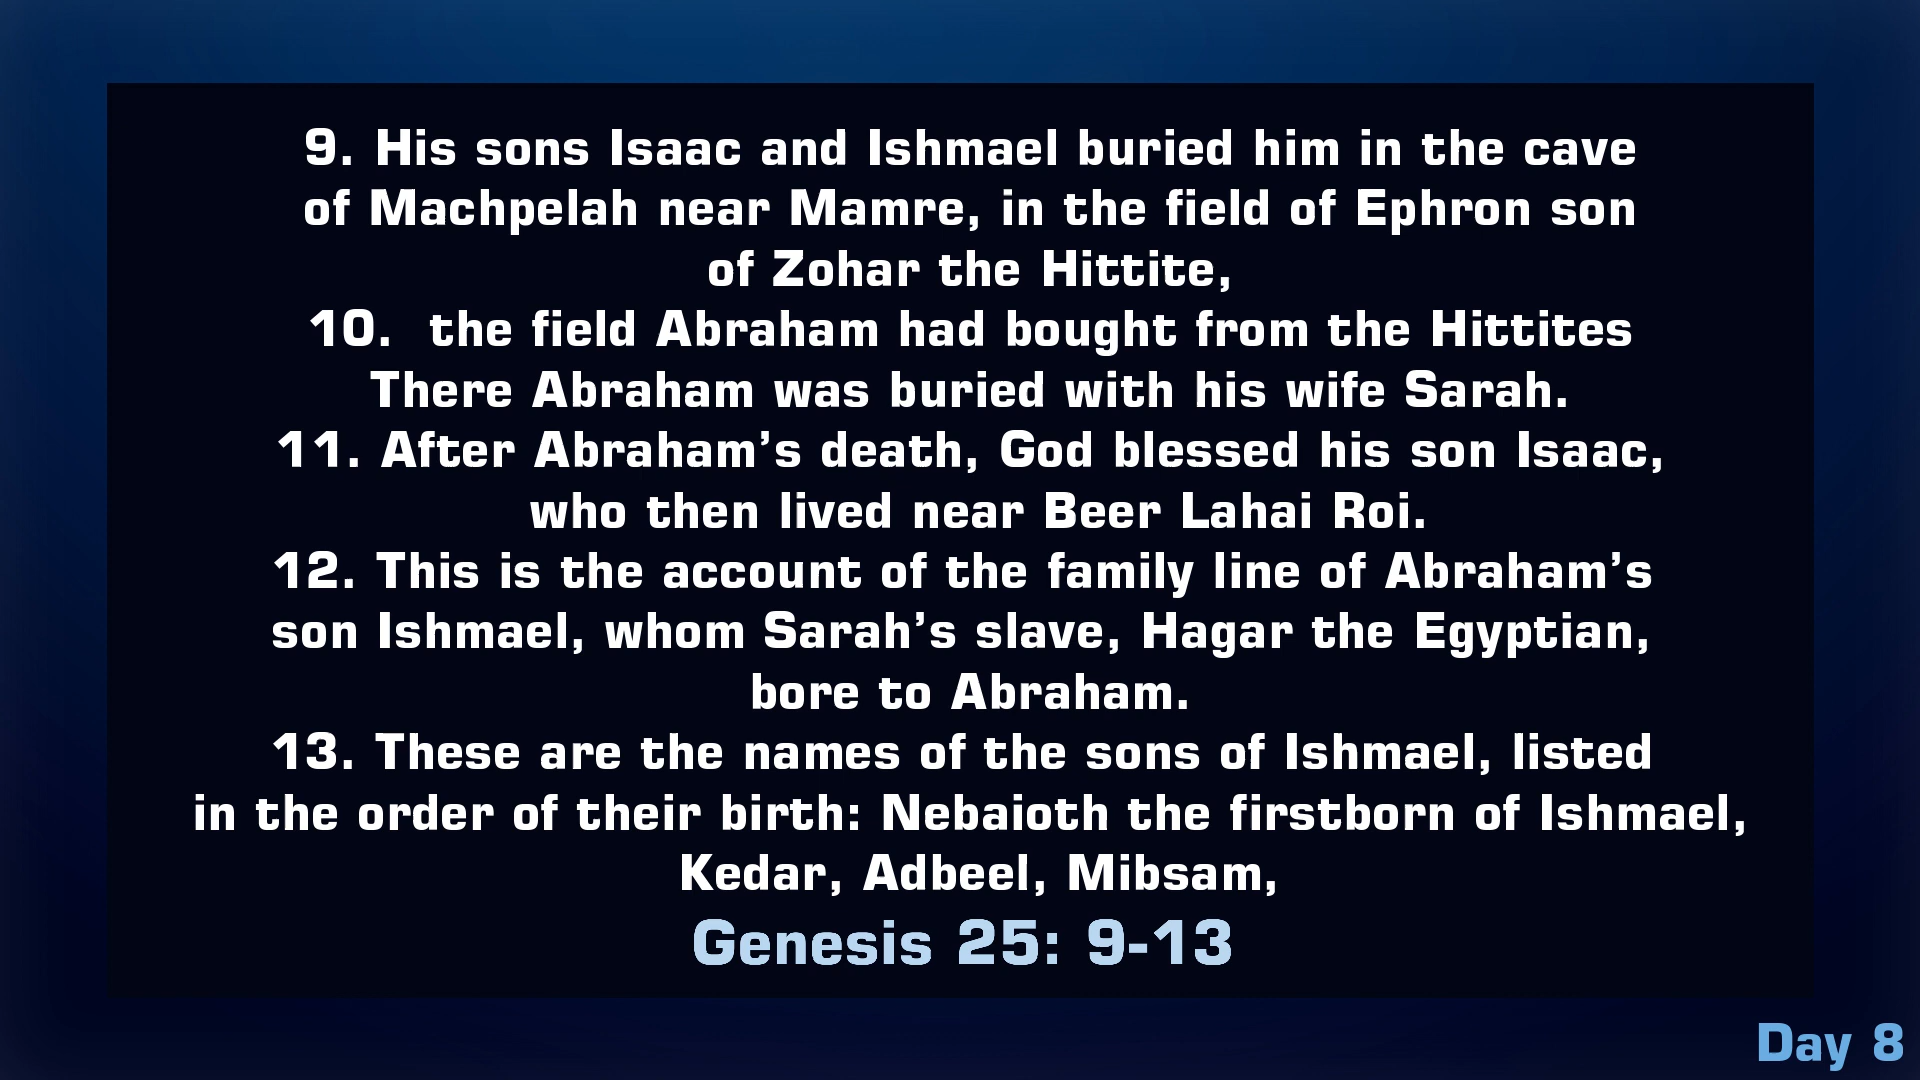 9. His sons Isaac and Ishmael buried him in the cave
of Machpelah near Mamre, in the field of Ephron son
of Zohar the Hittite,
10.  the field Abraham had bought from the Hittites
There Abraham was buried with his wife Sarah.
11. After Abraham’s death, God blessed his son Isaac,
who then lived near Beer Lahai Roi.
12. This is the account of the family line of Abraham’s
son Ishmael, whom Sarah’s slave, Hagar the Egyptian,
bore to Abraham.
13. These are the names of the sons of Ishmael, listed
in the order of their birth: Nebaioth the firstborn of Ishmael,
Kedar, Adbeel, Mibsam,
Genesis 25: 9-13
Day 8